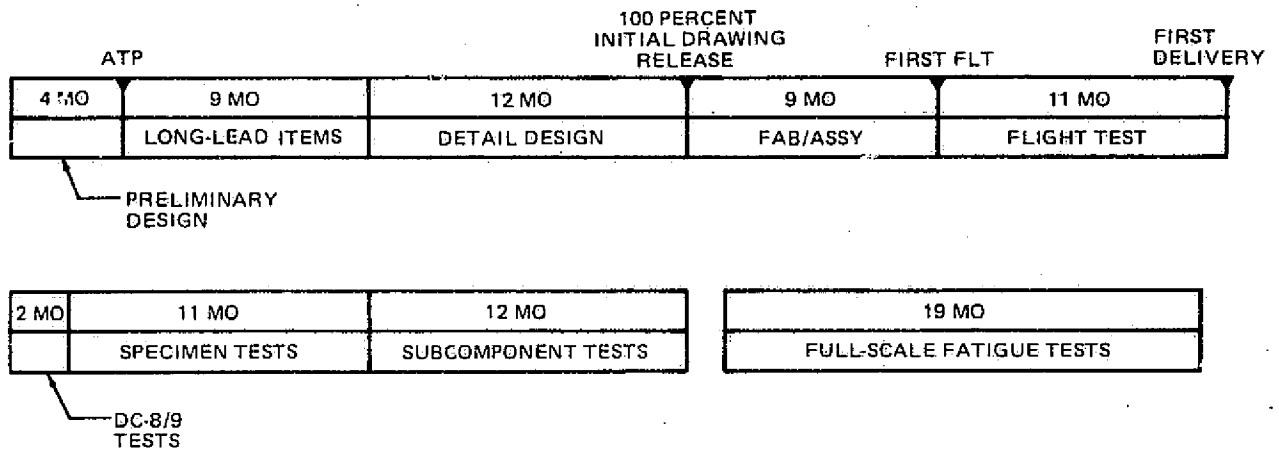 100 PERCENT
INITIAL DRAWING
RELEASE
ATP
FIRST FLT
FIRST
DELIVERY
4 MO
9 MO
12 MO
9 MO
11 MO
LONG-LEAD ITEMS
DETAIL DESIGN
FAB/ASSY
FLIGHT TEST
PRELIMINARY
DESIGN
2 MO
11 MO
12 MO
19 MO
SPECIMEN TESTS
SUBCOMPONENT TESTS
FULL-SCALE FATIGUE TESTS
DC-8/9
TESTS